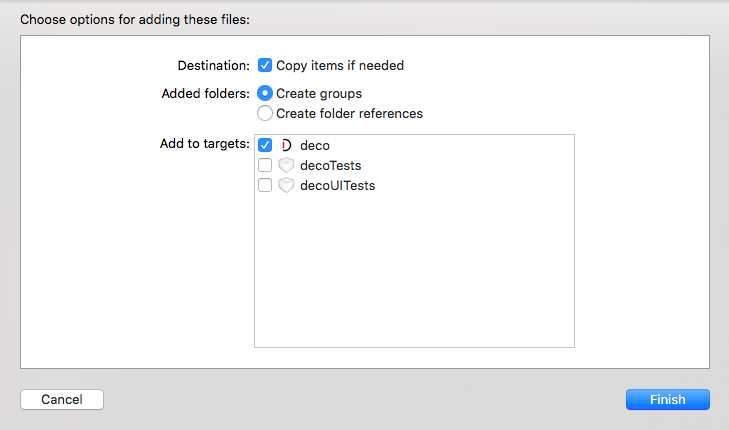 Choose options for adding these files:
Destination: Copy items if needed
Added folders: Create groups
Create folder references
Add to targets: deco
decoTests
decoUITests
Cancel Finish